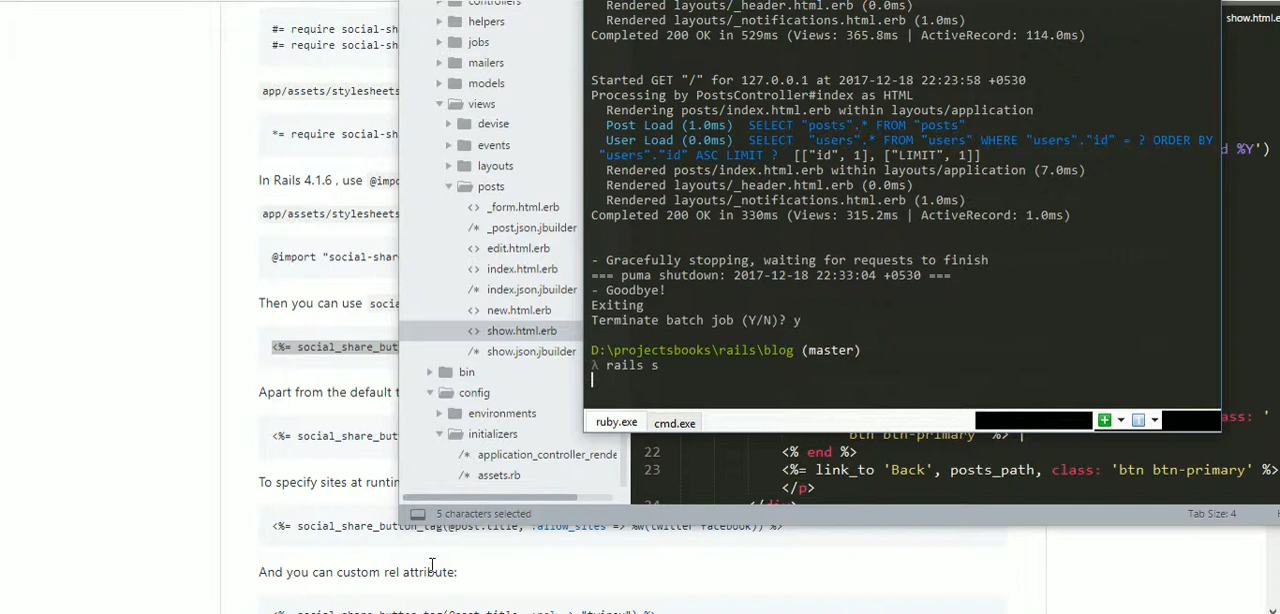 #= require social-sh
#= require social-sh
app/assets/stylesheets
*= require social-sh
In Rails 4.1.6 , use @impo
app/assets/stylesheets
@import "social-shar
Then you can use socia
<%= social_share_but
Apart from the default t
<%= social_share_but
To specify sites at runtin
<%= social_share_button_tag(@post.title, :allow_sites => %w(twitter facebook)) %>
And you can custom rel attribute:
helpers
jobs
mailers
models
views
devise
events
layouts
posts
<> _form.html.erb
/* _post.json.jbuilder
<> edit.html.erb
<> index.html.erb
/* index.json.jbuilder
<> new.html.erb
<> show.html.erb
/* show.json.jbuilder
bin
config
environments
initializers
/* application_controller_rende
/* assets.rb
5 characters selected
Rendered layouts/_header.html.erb (0.0ms)
Rendered layouts/_notifications.html.erb (1.0ms)
Completed 200 OK in 529ms (Views: 365.8ms | ActiveRecord: 114.0ms)
Started GET "/" for 127.0.0.1 at 2017-12-18 22:23:58 +0530
Processing by PostsController#index as HTML
Rendering posts/index.html.erb within layouts/application
Post Load (1.0ms) SELECT "posts".* FROM "posts"
User Load (0.0ms) SELECT "users".* FROM "users" WHERE "users"."id" = ? ORDER BY
"users"."id" ASC LIMIT ? [["id", 1], ["LIMIT", 1]]
Rendered posts/index.html.erb within layouts/application (7.0ms)
Rendered layouts/_header.html.erb (0.0ms)
Rendered layouts/_notifications.html.erb (1.0ms)
Completed 200 OK in 330ms (Views: 315.2ms | ActiveRecord: 1.0ms)
- Gracefully stopping, waiting for requests to finish
=== puma shutdown: 2017-12-18 22:33:04 +0530 ===
- Goodbye!
Exiting
Terminate batch job (Y/N)? y
D:\projectsbooks\rails\blog (master)
λ rails s
ruby.exe cmd.exe
show.html.e
d %Y')
class: '
btn btn-primary" %>
22 <% end %>
23 <%= link_to 'Back', posts_path, class: 'btn btn-primary' %>
</p>
Tab Size: 4